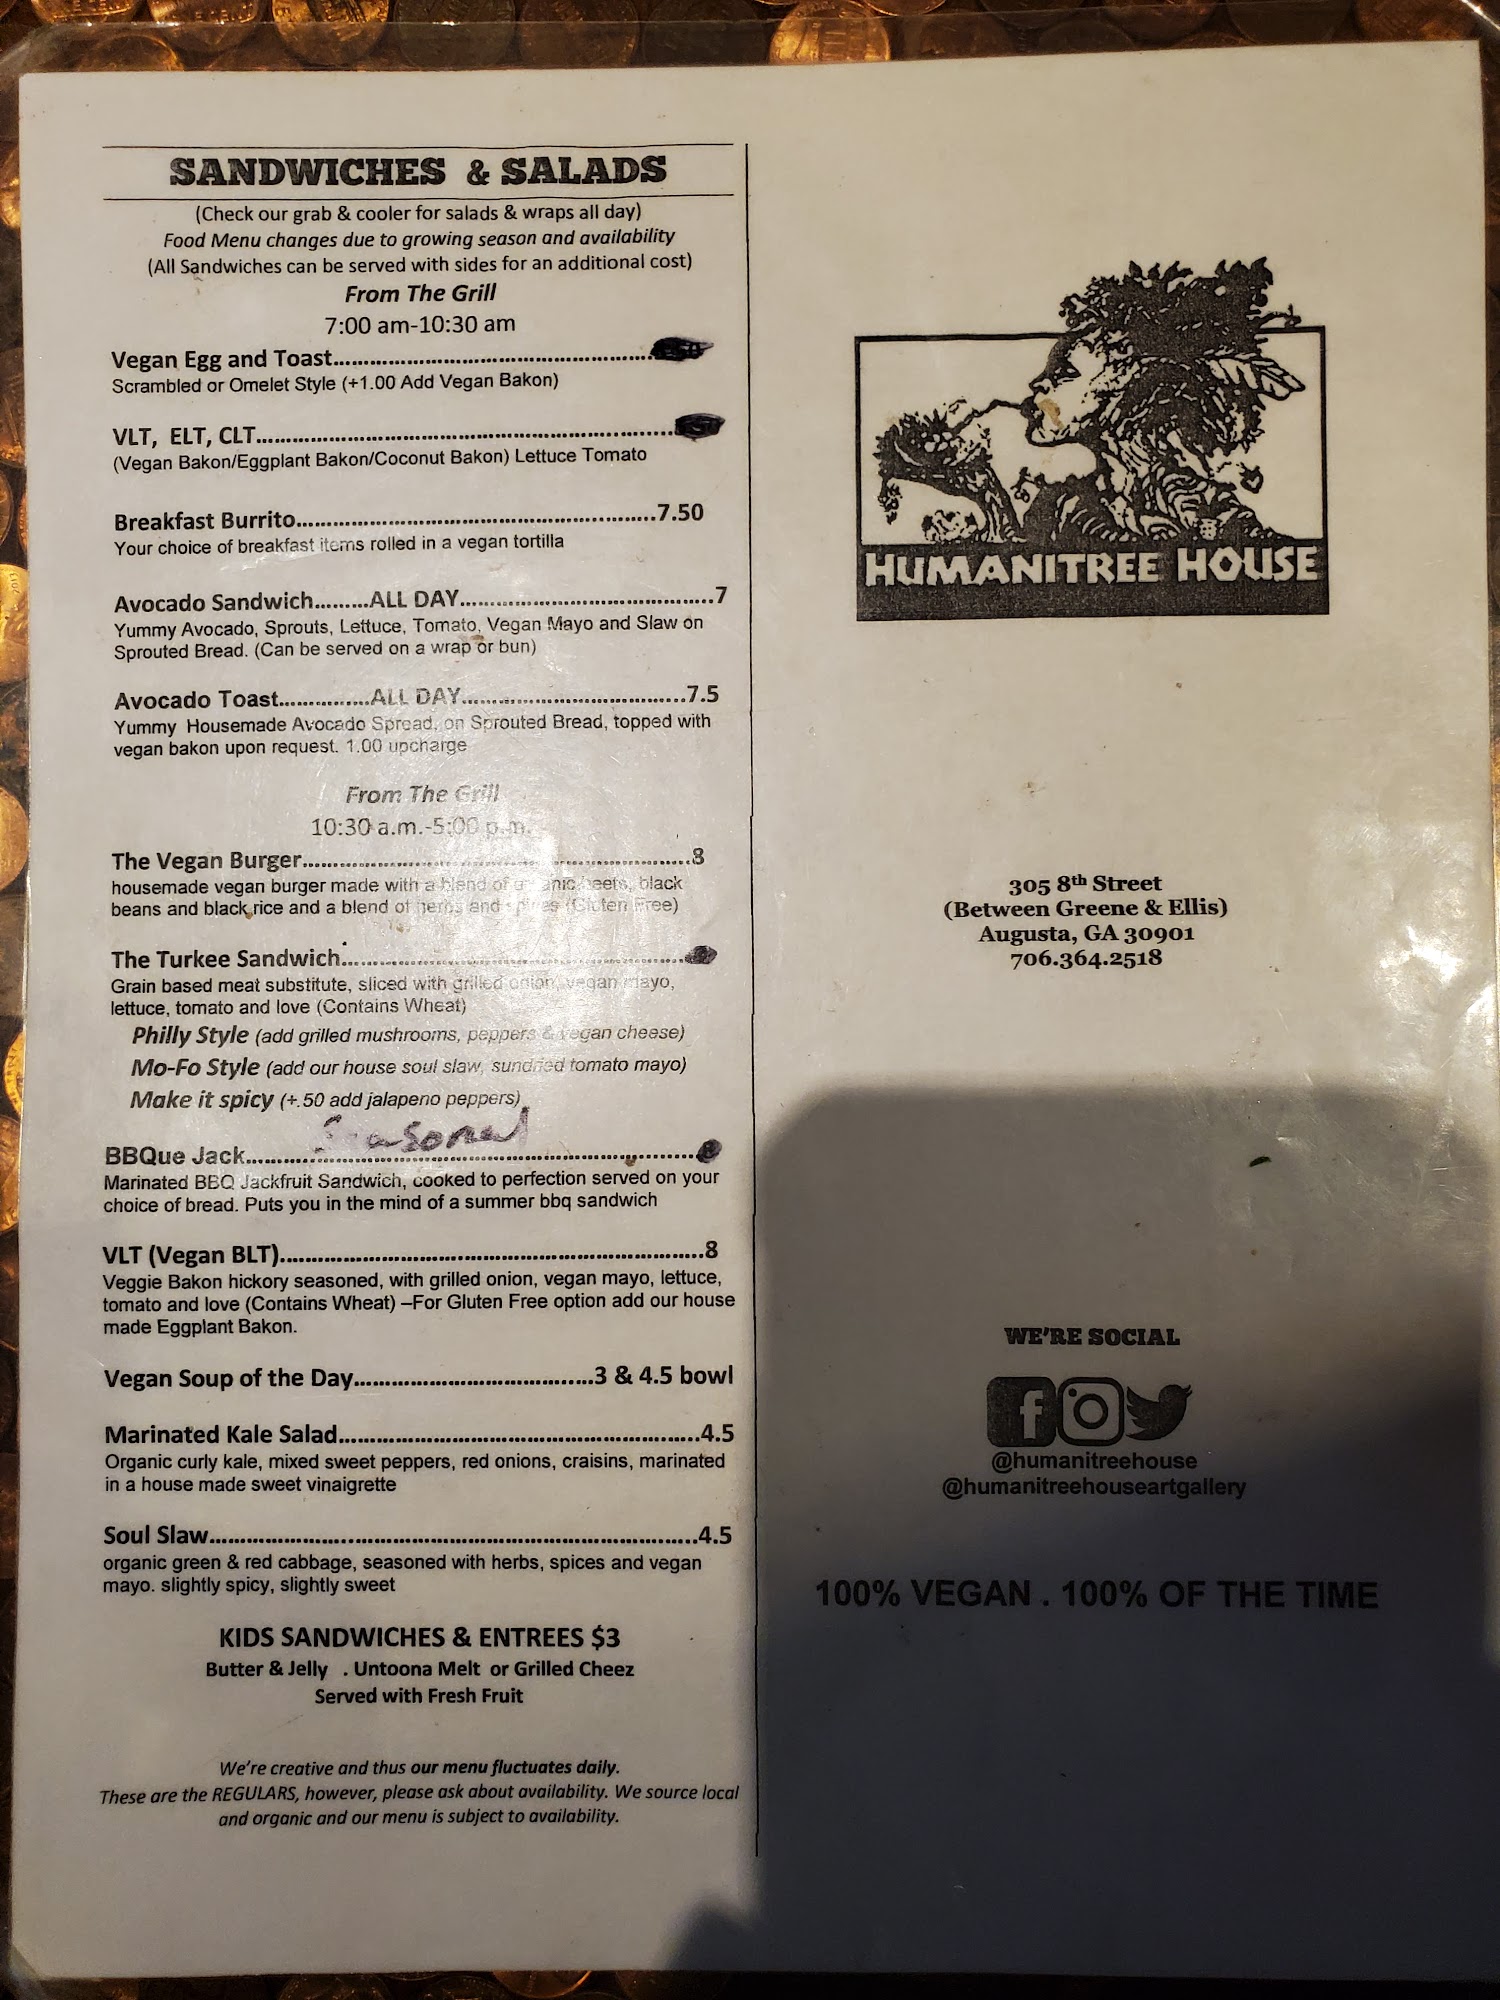 SANDWICHES & SALADS
(Check our grab & cooler for salads & wraps all day)
Food Menu changes due to growing season and availability
(All Sandwiches can be served with sides for an additional cost)
From The Grill
7:00 am-10:30 am
Vegan Egg and Toast
Scrambled or Omelet Style (+1.00 Add Vegan Bakon)
VLT, ELT, CLT
(Vegan Bakon/Eggplant Bakon/Coconut Bakon) Lettuce Tomato
Breakfast Burrito 7.50
Your choice of breakfast items rolled in a vegan tortilla
Avocado Sandwich.........ALL DAY 7
Yummy Avocado, Sprouts, Lettuce, Tomato, Vegan Mayo and Slaw on
Sprouted Bread. (Can be served on a wrap or bun)
Avocado Toast...............ALL DAY 7.5
Yummy Housemade Avocado Spread, on Sprouted Bread, topped with
vegan bakon upon request. 1.00 upcharge
From The Grill
10:30 a.m.-5:00 p.m.
The Vegan Burger 8
housemade vegan burger made with a blend of organic beets, black
beans and black rice and a blend of herbs and spices (Gluten Free)
The Turkee Sandwich
Grain based meat substitute, sliced with grilled onion, vegan mayo,
lettuce, tomato and love (Contains Wheat)
Philly Style (add grilled mushrooms, peppers & vegan cheese)
Mo-Fo Style (add our house soul slaw, sundried tomato mayo)
Make it spicy (+.50 add jalapeno peppers)
Seasonal
BBQue Jack
Marinated BBQ Jackfruit Sandwich, cooked to perfection served on your
choice of bread. Puts you in the mind of a summer bbq sandwich
VLT (Vegan BLT) 8
Veggie Bakon hickory seasoned, with grilled onion, vegan mayo, lettuce,
tomato and love (Contains Wheat) –For Gluten Free option add our house
made Eggplant Bakon.
Vegan Soup of the Day 3 & 4.5 bowl
Marinated Kale Salad 4.5
Organic curly kale, mixed sweet peppers, red onions, craisins, marinated
in a house made sweet vinaigrette
Soul Slaw 4.5
organic green & red cabbage, seasoned with herbs, spices and vegan
mayo. slightly spicy, slightly sweet
KIDS SANDWICHES & ENTREES $3
Butter & Jelly . Untoona Melt or Grilled Cheez
Served with Fresh Fruit
We're creative and thus our menu fluctuates daily.
These are the REGULARS, however, please ask about availability. We source local
and organic and our menu is subject to availability.
HUMANITREE HOUSE
305 8th Street
(Between Greene & Ellis)
Augusta, GA 30901
706.364.2518
WE'RE SOCIAL
@humanitreehouse
@humanitreehouseartgallery
100% VEGAN . 100% OF THE TIME